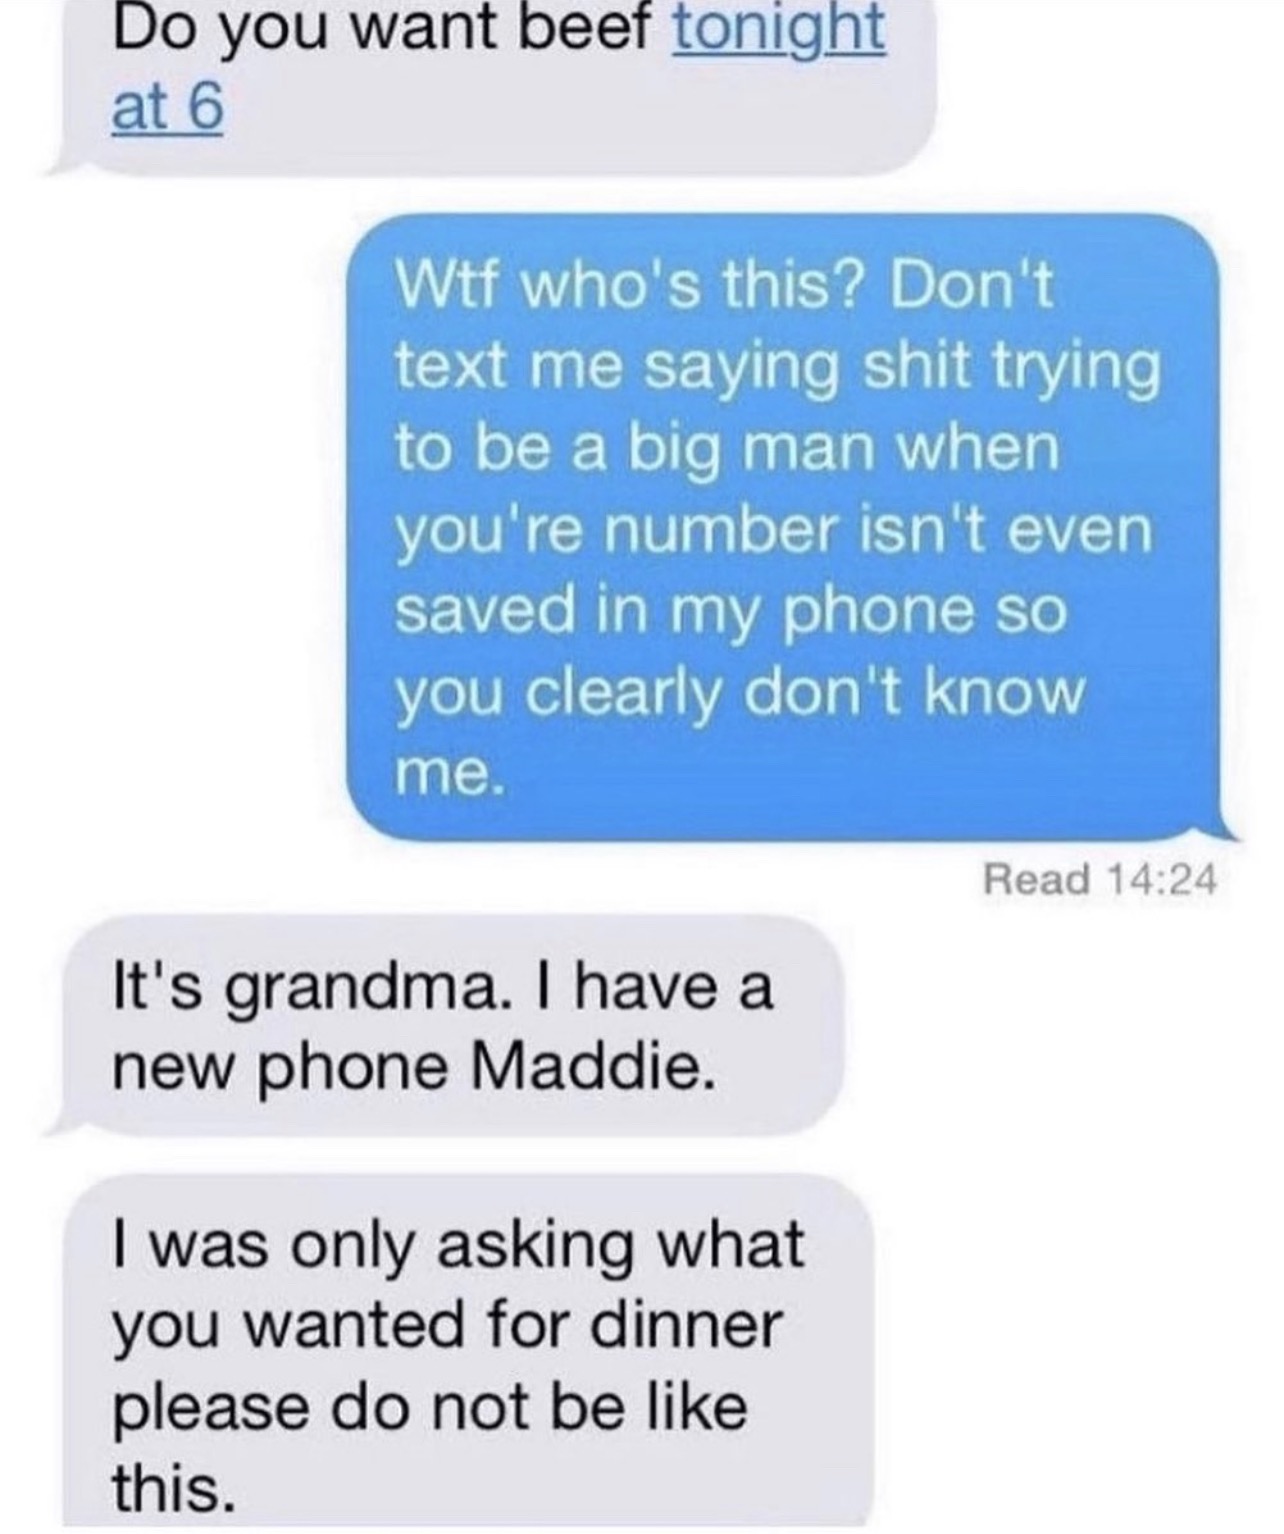 Do you want beef tonight
at 6
Wtf who's this? Don't
text me saying shit trying
to be a big man when
you're number isn't even
saved in my phone so
you clearly don't know
me.
Read 14:24
It's grandma. I have a
new phone Maddie.
I was only asking what
you wanted for dinner
please do not be like
this.